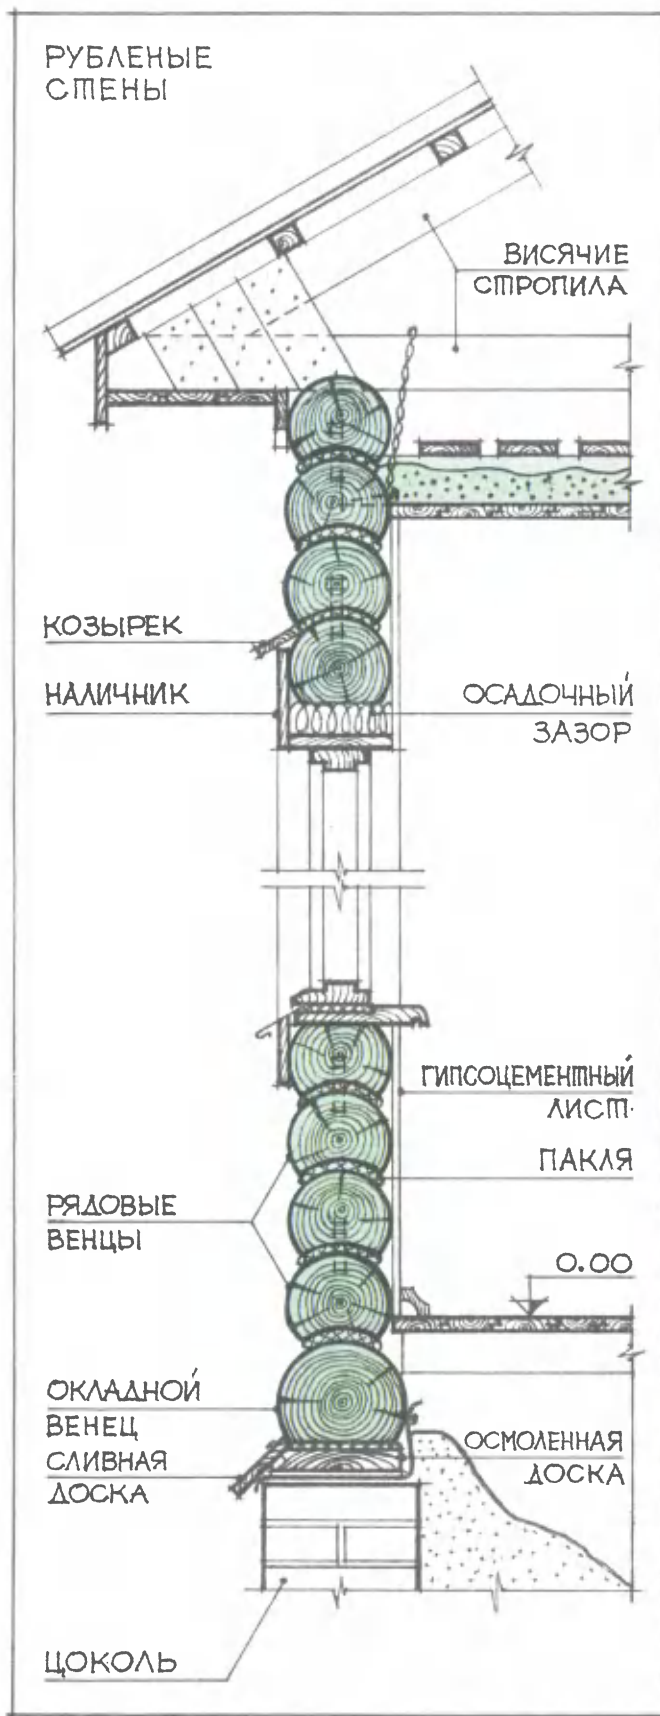 РУБЛЕНЫЕ
СТЕНЫ
ВИСЯЧИЕ
СТРОПИЛА
КОЗЫРЕК
НАЛИЧНИК
ОСАДОЧНЫЙ
ЗАЗОР
ГИПСОЦЕМЕНТНЫЙ
ЛИСТ
ПАКЛЯ
РЯДОВЫЕ
ВЕНЦЫ
0.00
ОКЛАДНОЙ
ВЕНЕЦ
СЛИВНАЯ
ДОСКА
ОСМОЛЕННАЯ
ДОСКА
ЦОКОЛЬ